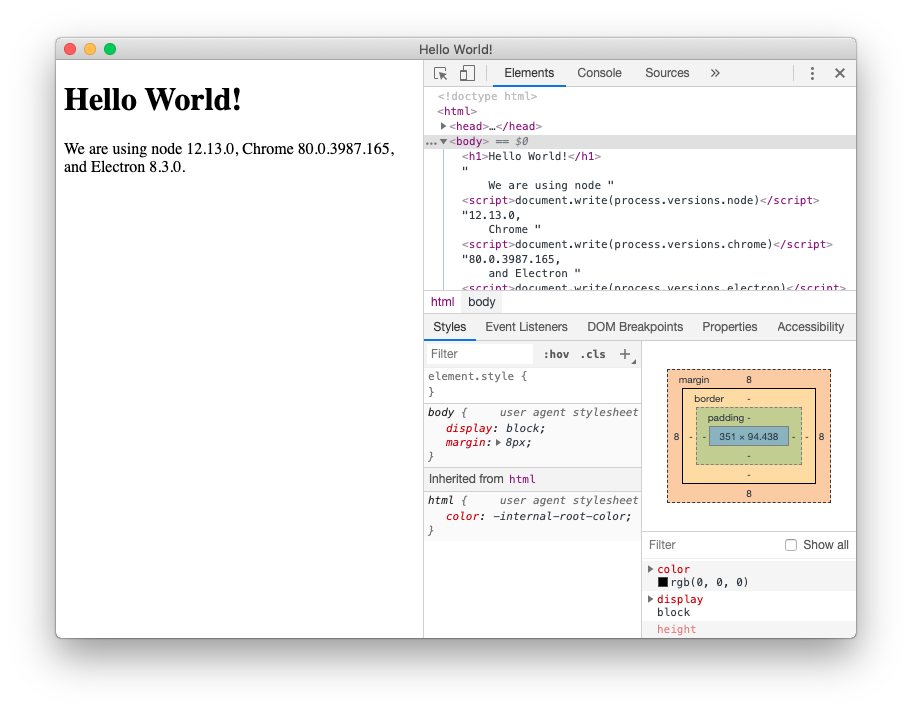 Hello World!
Hello World!
We are using node 12.13.0, Chrome 80.0.3987.165,
and Electron 8.3.0.
Elements Console Sources »
<!doctype html>
<html>
<head>…</head>
… <body> == $0
<h1>Hello World!</h1>
"
We are using node "
<script>document.write(process.versions.node)</script>
"12.13.0,
Chrome "
<script>document.write(process.versions.chrome)</script>
"80.0.3987.165,
and Electron "
<script>document.write(process.versions.electron)</script>
html body
Styles Event Listeners DOM Breakpoints Properties Accessibility
Filter :hov .cls +
element.style {
}
body { user agent stylesheet
display: block;
margin: 8px;
}
Inherited from html
html { user agent stylesheet
color: -internal-root-color;
}
margin 8
border -
padding -
8 - - 351 × 94.438 - - 8
-
-
8
Filter Show all
color
rgb(0, 0, 0)
display
block
height